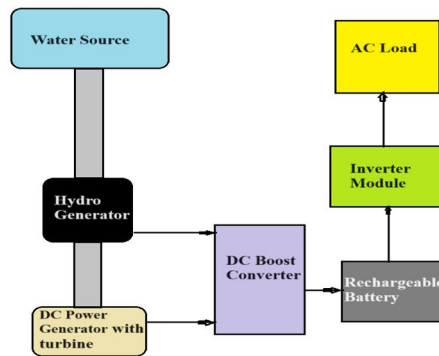 Water Source
AC Load
Hydro
Generator
Inverter
Module
DC Boost
Converter
Rechargeable
Battery
DC Power
Generator with
turbine